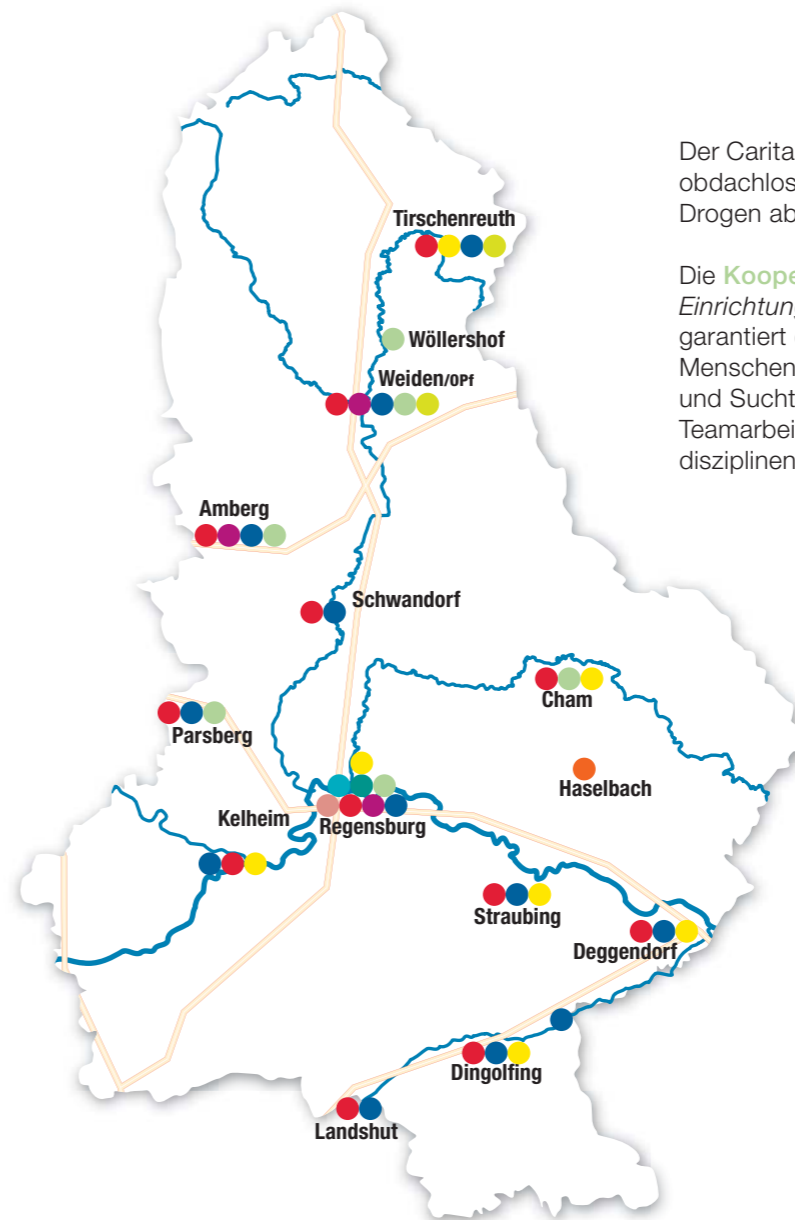 Der Carita
obdachlos
Drogen ab
Die Koope
Einrichtung
garantiert
Menschen
und Sucht
Teamarbei
disziplinen
Tirschenreuth
Wöllershof
Weiden/OPf
Amberg
Schwandorf
Cham
Parsberg
Haselbach
Kelheim
Regensburg
Straubing
Deggendorf
Dingolfing
Landshut